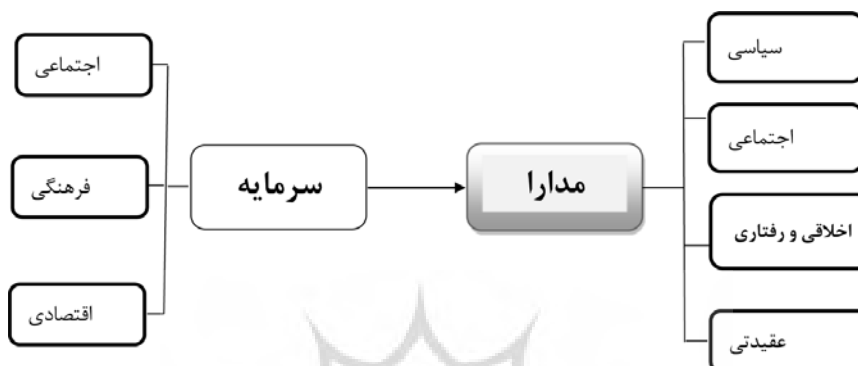 سیاسی
اجتماعی
اخلاقی و رفتاری
عقیدتی
مدارا
سرمایه
اجتماعی
فرهنگی
اقتصادی